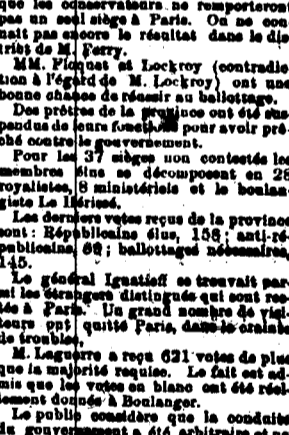 que les conservateurs ne remporteront
pas un seul siège à Paris. On ne con-
nait pas encore le résultat dans le dis-
trict de M. Ferry.
MM. Floquet et Lockroy (contradic-
tion à l'égard de M. Lockroy) ont une
bonne chance de réussir au ballottage.
Des prêtres de la province ont été sus-
pendus de leurs fonctions pour avoir prê-
ché contre le gouvernement.
Pour les 37 sièges non contestés les
membres élus se décomposent en 28
royalistes, 8 ministériels et le boulan-
giste Le Hérissé.
Les derniers votes reçus de la province
sont : Républicains élus, 158 ; anti-ré-
publicains, 86 ; ballottages nécessaires,
145.
Le général Ignatieff se trouvait par-
mi les étrangers distingués qui sont res-
tés à Paris. Un grand nombre de visi-
teurs ont quitté Paris, dans la crainte
de troubles.
M. Laguerre a reçu 621 votes de plus
que la majorité requise. Le fait est ad-
mis que les votes en blanc ont été réel-
lement donnés à Boulanger.
Le public considère que la conduite
du gouvernement a été arbitraire et